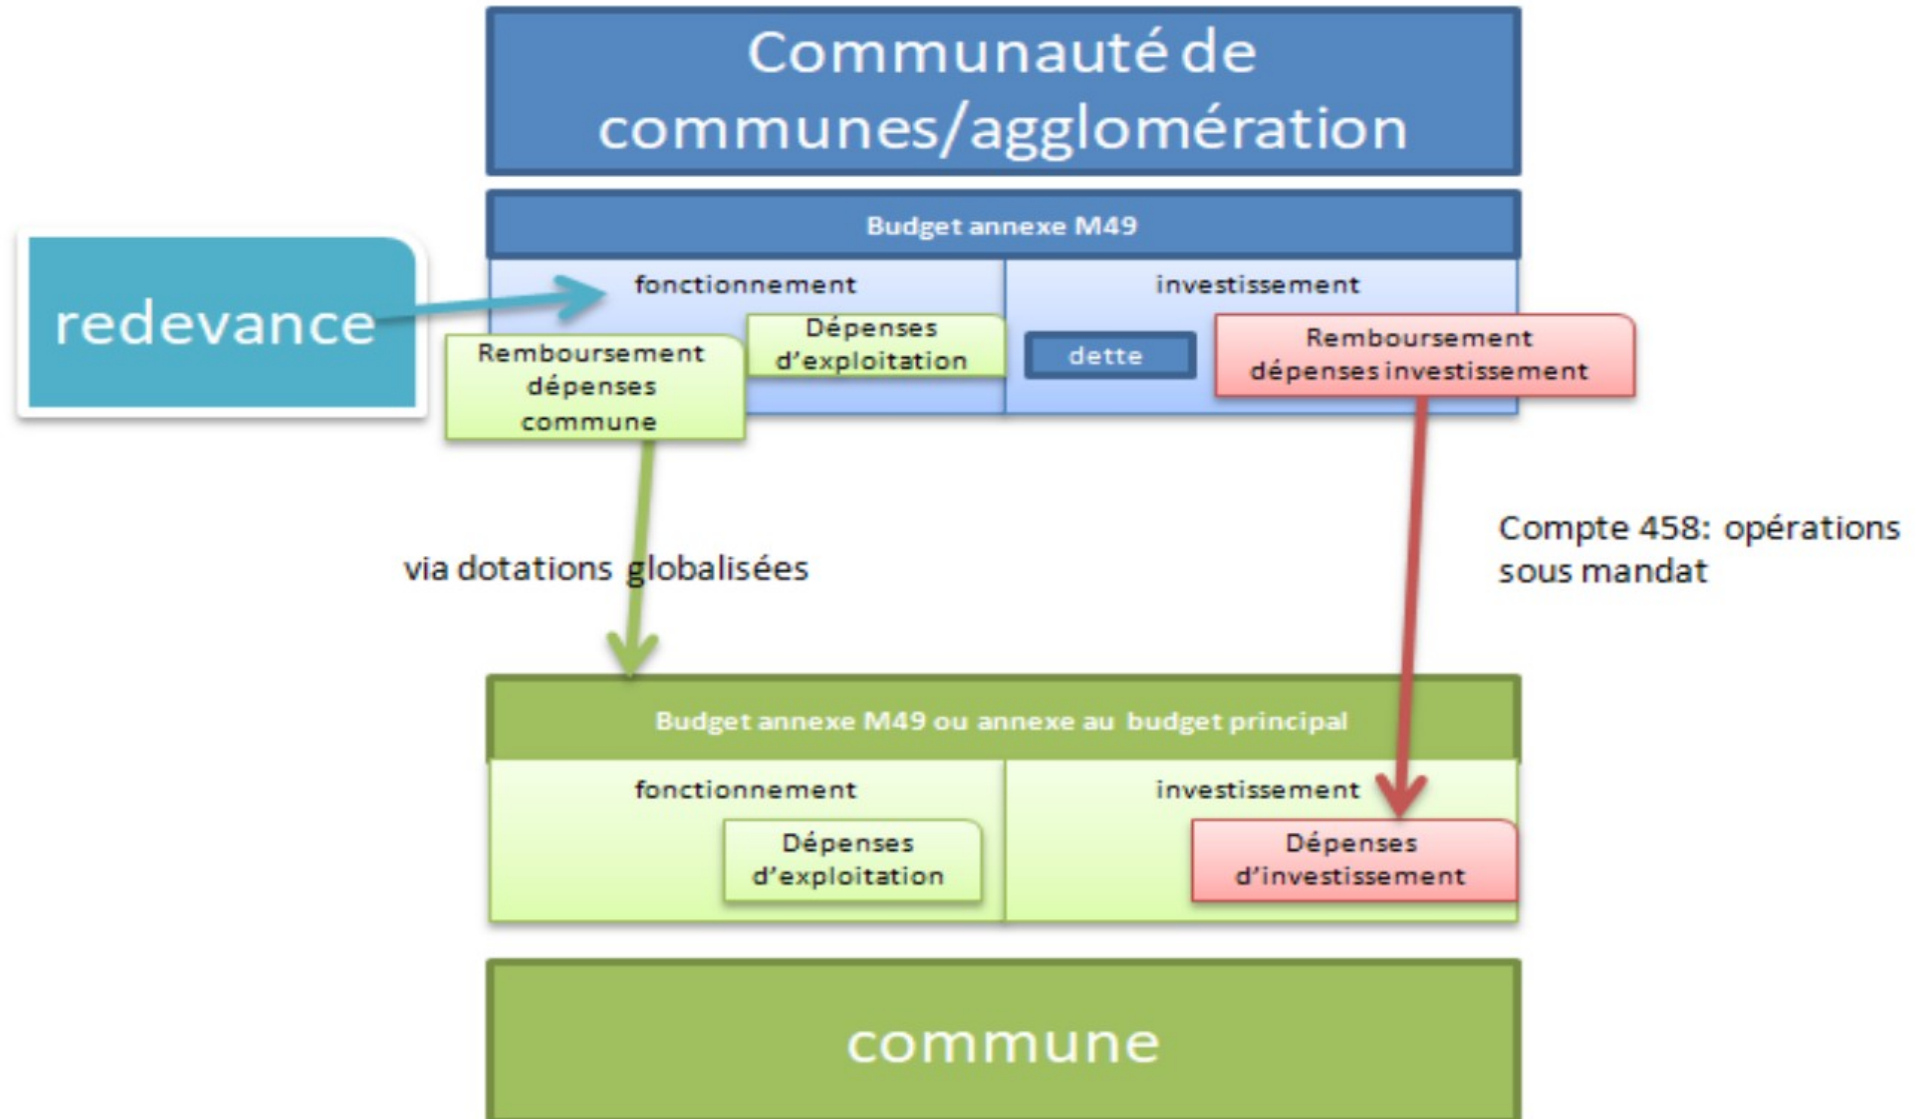 Communauté de
communes/agglomération
Budget annexe M49
redevance
fonctionnement
investissement
Remboursement
dépenses
commune
Dépenses
d'exploitation
dette
Remboursement
dépenses investissement
via dotations globalisées
Compte 458: opérations
sous mandat
Budget annexe M49 ou annexe au budget principal
fonctionnement
investissement
Dépenses
d'exploitation
Dépenses
d'investissement
commune